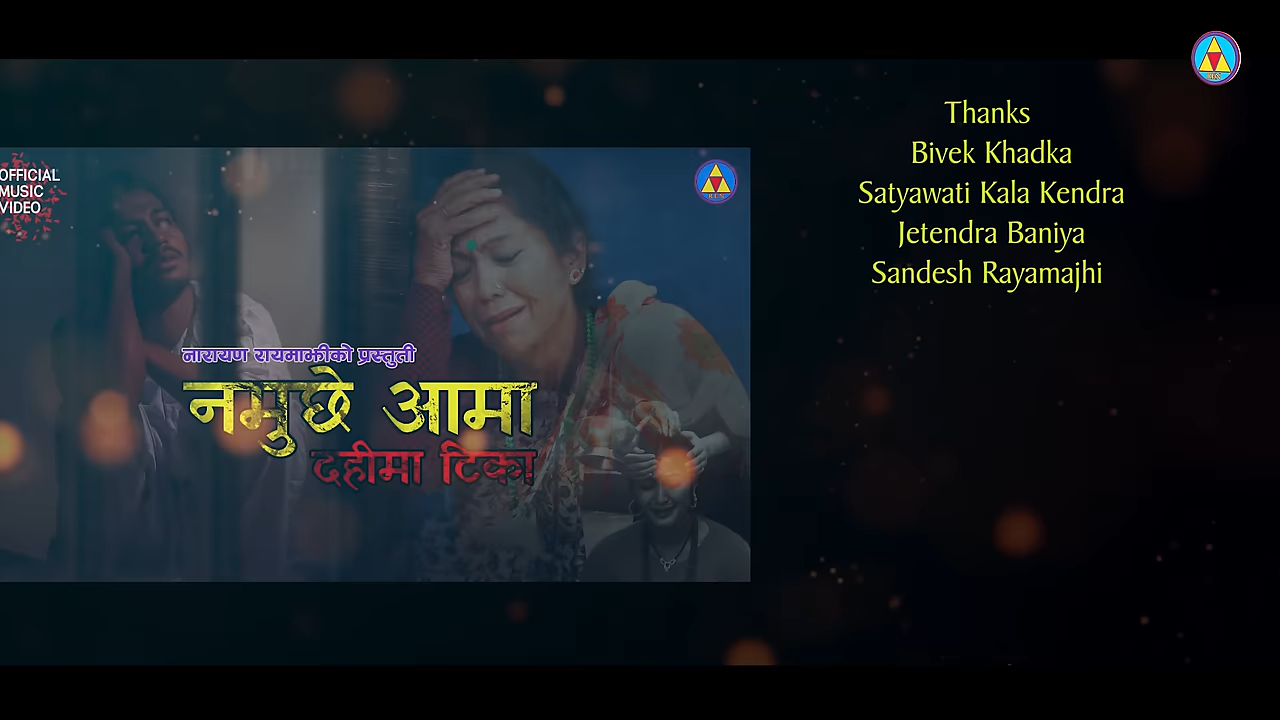 OFFICIAL
MUSIC
VIDEO
R.L.N.
नारायण रायमाझीको प्रस्तुती
नमुछे आमा
दहीमा टिका
Thanks
Bivek Khadka
Satyawati Kala Kendra
Jetendra Baniya
Sandesh Rayamajhi